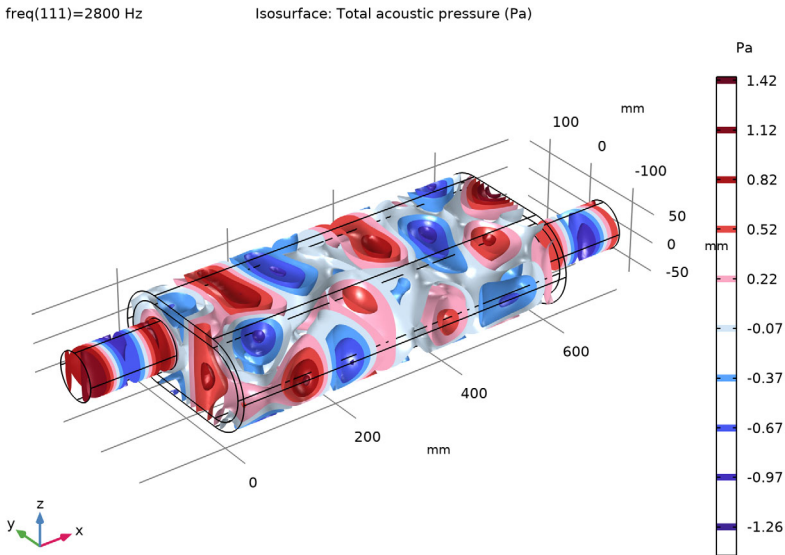 freq(111)=2800 Hz
Isosurface: Total acoustic pressure (Pa)
Pa
1.42
1.12
0.82
0.52
0.22
-0.07
-0.37
-0.67
-0.97
-1.26
mm
100
0
-100
50
0
-50
mm
600
400
200
0
mm
z
y
x